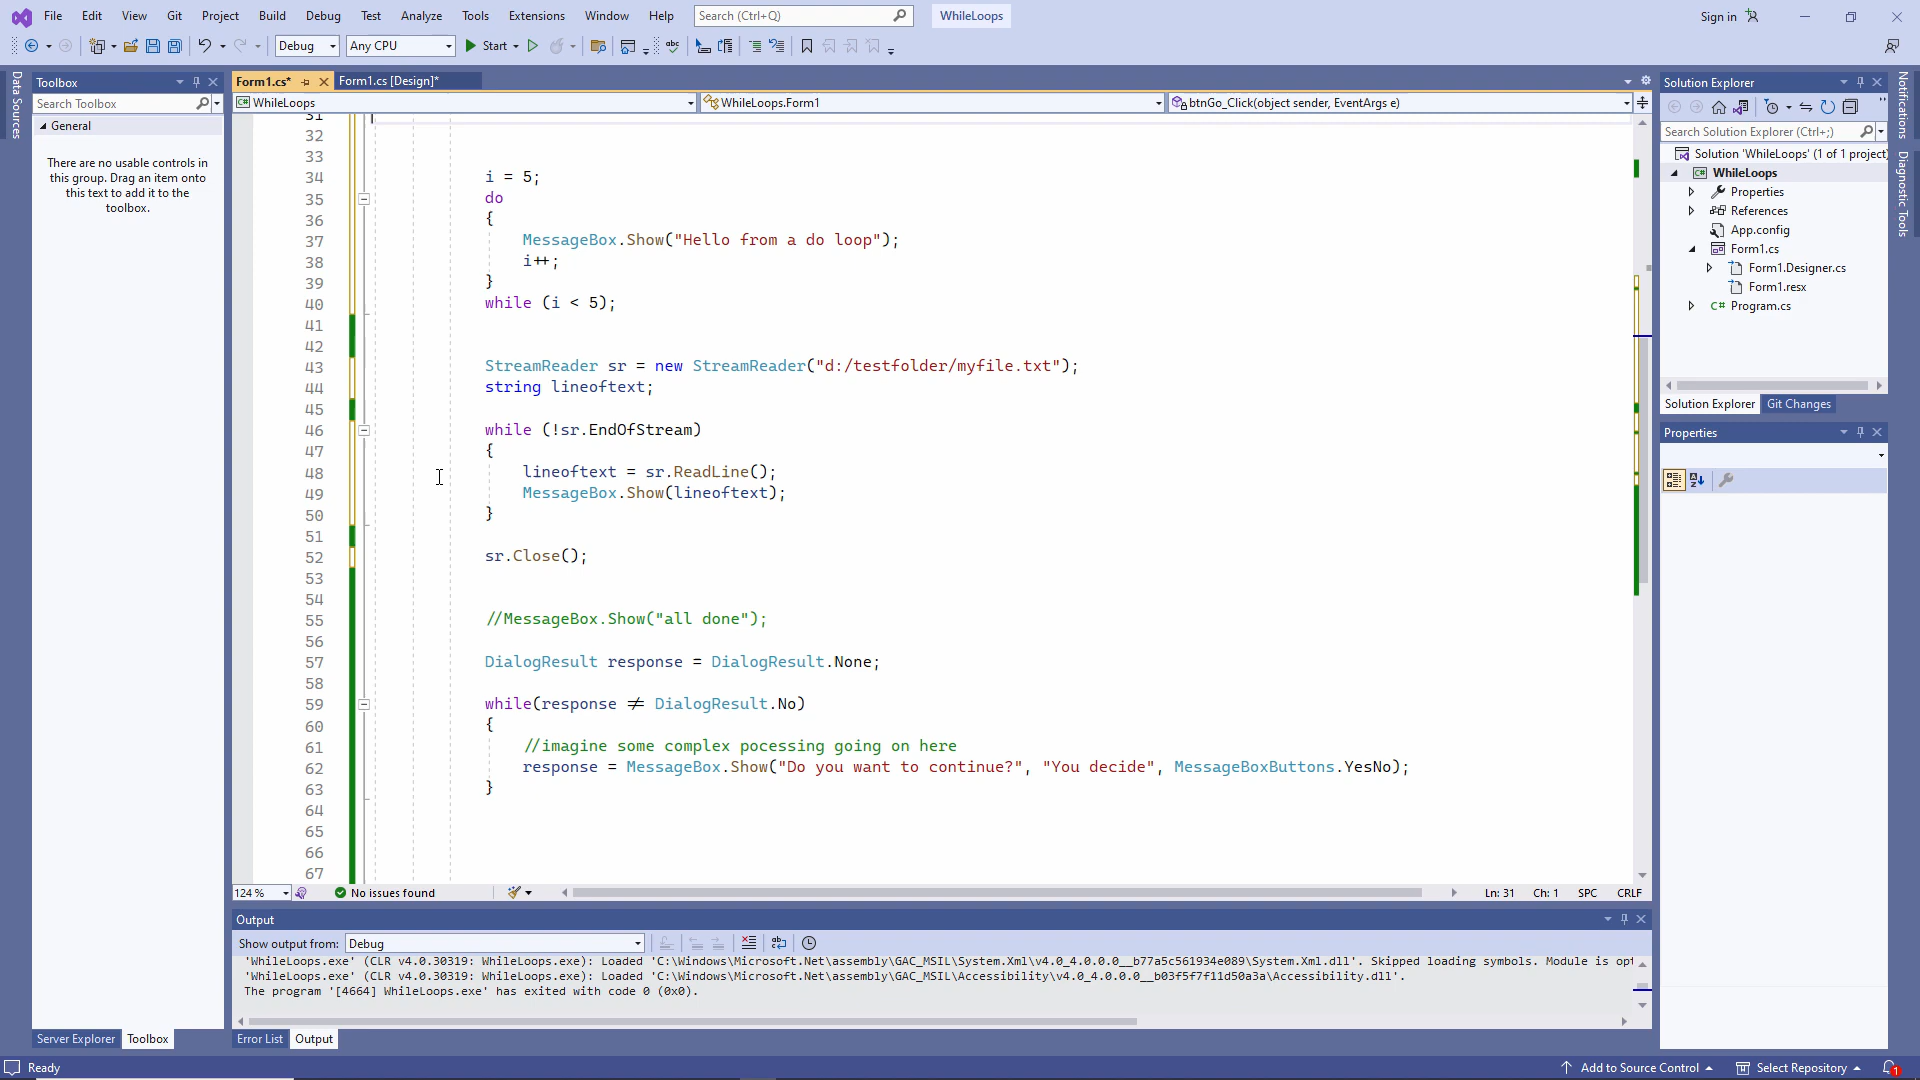 File Edit View Git Project Build Debug Test Analyze Tools Extensions Window Help Search (Ctrl+Q) WhileLoops Sign in
Debug Any CPU Start
Data Sources
Toolbox
Search Toolbox
General
There are no usable controls in
this group. Drag an item onto
this text to add it to the
toolbox.
Server Explorer Toolbox
Form1.cs* Form1.cs [Design]*
WhileLoops WhileLoops.Form1 btnGo_Click(object sender, EventArgs e)
31
32
33
34 i = 5;
35 do
36 {
37 MessageBox.Show("Hello from a do loop");
38 i++;
39 }
40 while (i < 5);
41
42
43 StreamReader sr = new StreamReader("d:/testfolder/myfile.txt");
44 string lineoftext;
45
46 while (!sr.EndOfStream)
47 {
48 lineoftext = sr.ReadLine();
49 MessageBox.Show(lineoftext);
50 }
51
52 sr.Close();
53
54
55 //MessageBox.Show("all done");
56
57 DialogResult response = DialogResult.None;
58
59 while(response ≠ DialogResult.No)
60 {
61 //imagine some complex pocessing going on here
62 response = MessageBox.Show("Do you want to continue?", "You decide", MessageBoxButtons.YesNo);
63 }
64
65
66
67
124 % No issues found Ln: 31 Ch: 1 SPC CRLF
Output
Show output from: Debug
'WhileLoops.exe' (CLR v4.0.30319: WhileLoops.exe): Loaded 'C:\Windows\Microsoft.Net\assembly\GAC_MSIL\System.Xml\v4.0_4.0.0.0__b77a5c561934e089\System.Xml.dll'. Skipped loading symbols. Module is opt
'WhileLoops.exe' (CLR v4.0.30319: WhileLoops.exe): Loaded 'C:\Windows\Microsoft.Net\assembly\GAC_MSIL\Accessibility\v4.0_4.0.0.0__b03f5f7f11d50a3a\Accessibility.dll'.
The program '[4664] WhileLoops.exe' has exited with code 0 (0x0).
Error List Output
Solution Explorer
Search Solution Explorer (Ctrl+;)
Solution 'WhileLoops' (1 of 1 project)
C# WhileLoops
Properties
References
App.config
Form1.cs
Form1.Designer.cs
Form1.resx
C# Program.cs
Solution Explorer Git Changes
Properties
Notifications
Diagnostic Tools
Ready Add to Source Control Select Repository 1